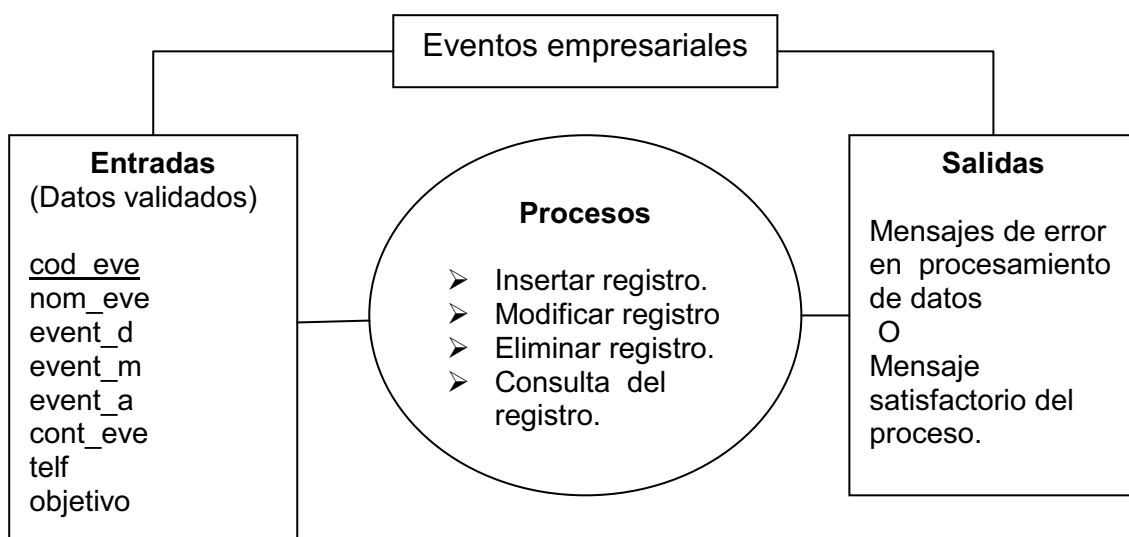 Eventos empresariales
Entradas
(Datos validados)
cod_eve
nom_eve
event_d
event_m
event_a
cont_eve
telf
objetivo
Procesos
➢ Insertar registro.
➢ Modificar registro
➢ Eliminar registro.
➢ Consulta del
registro.
Salidas
Mensajes de error
en procesamiento
de datos
O
Mensaje
satisfactorio del
proceso.